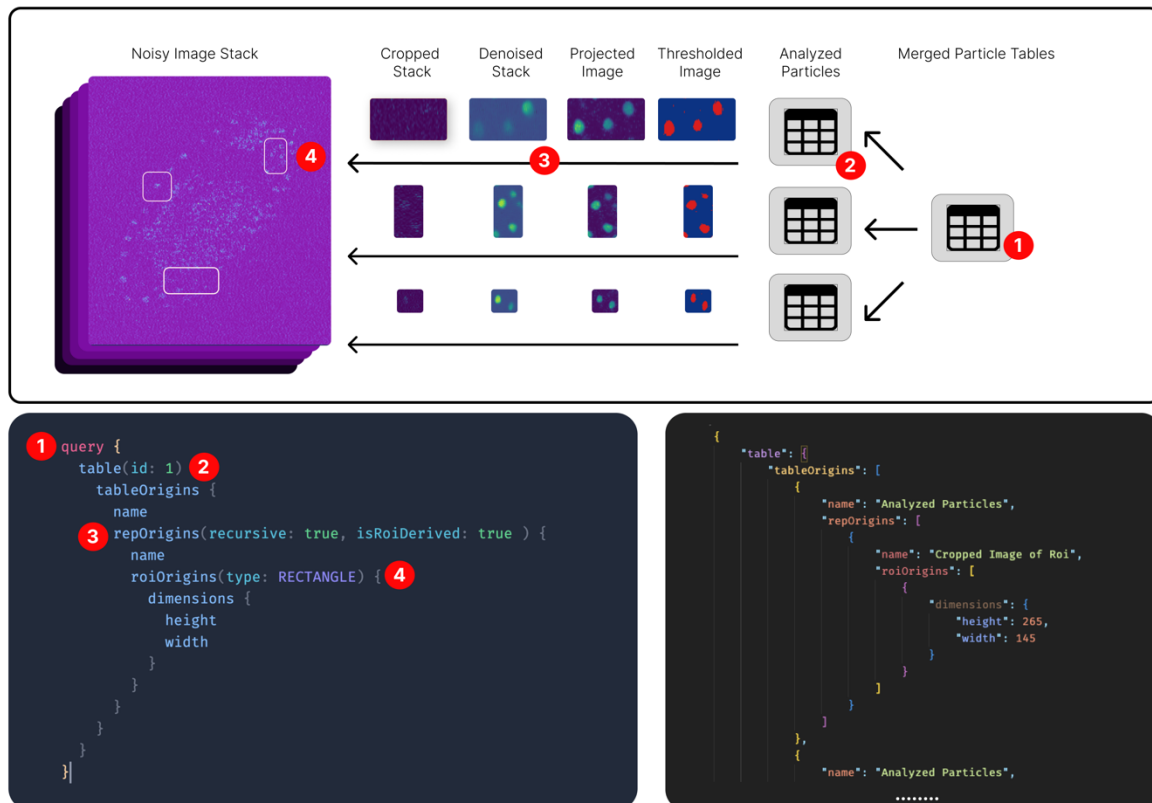 Noisy Image Stack
Cropped Stack
Denoised Stack
Projected Image
Thresholded Image
Analyzed Particles
Merged Particle Tables
4
3
2
1
1 query {
table(id: 1) 2
tableOrigins {
name
3 repOrigins(recursive: true, isRoiDerived: true ) {
name
roiOrigins(type: RECTANGLE) { 4
dimensions {
height
width
}
}
}
}
}
}
{
"table": {
"tableOrigins": [
{
"name": "Analyzed Particles",
"repOrigins": [
{
"name": "Cropped Image of Roi",
"roiOrigins": [
{
"dimensions": {
"height": 265,
"width": 145
}
}
]
}
]
},
{
"name": "Analyzed Particles",
........